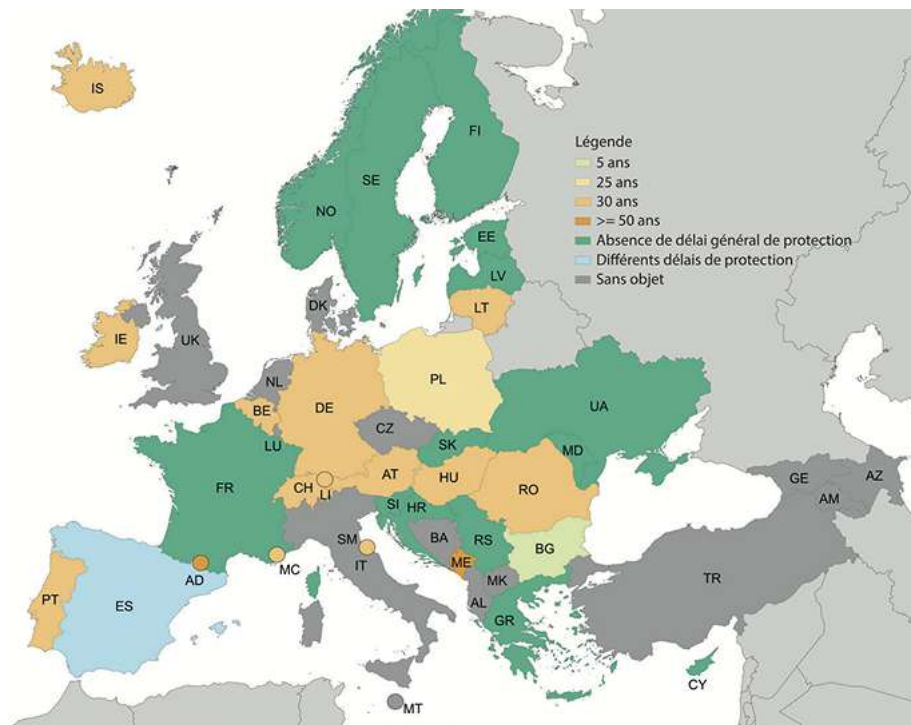 IS
FI
Légende
5 ans
25 ans
30 ans
>= 50 ans
Absence de délai général de protection
Différents délais de protection
Sans objet
SE
NO
EE
LV
LT
DK
IE
UK
NL
PL
BE
DE
UA
CZ
LU
SK
MD
FR
CH
LI
AT
HU
RO
SI
HR
GE
AZ
AM
SM
BA
RS
IT
ME
BG
MC
MK
TR
AD
AL
PT
ES
GR
CY
MT